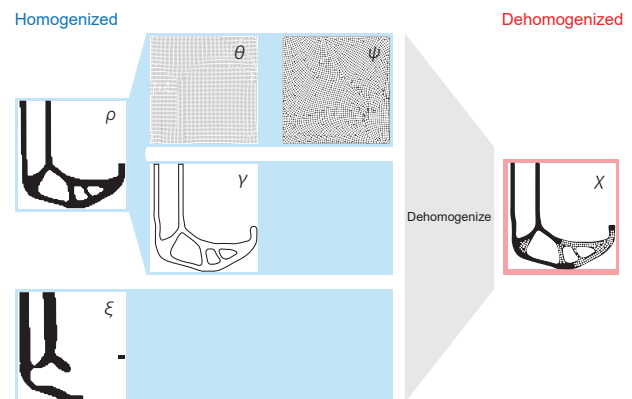 Homogenized
Dehomogenized
θ
ψ
ρ
γ
χ
Dehomogenize
ξ